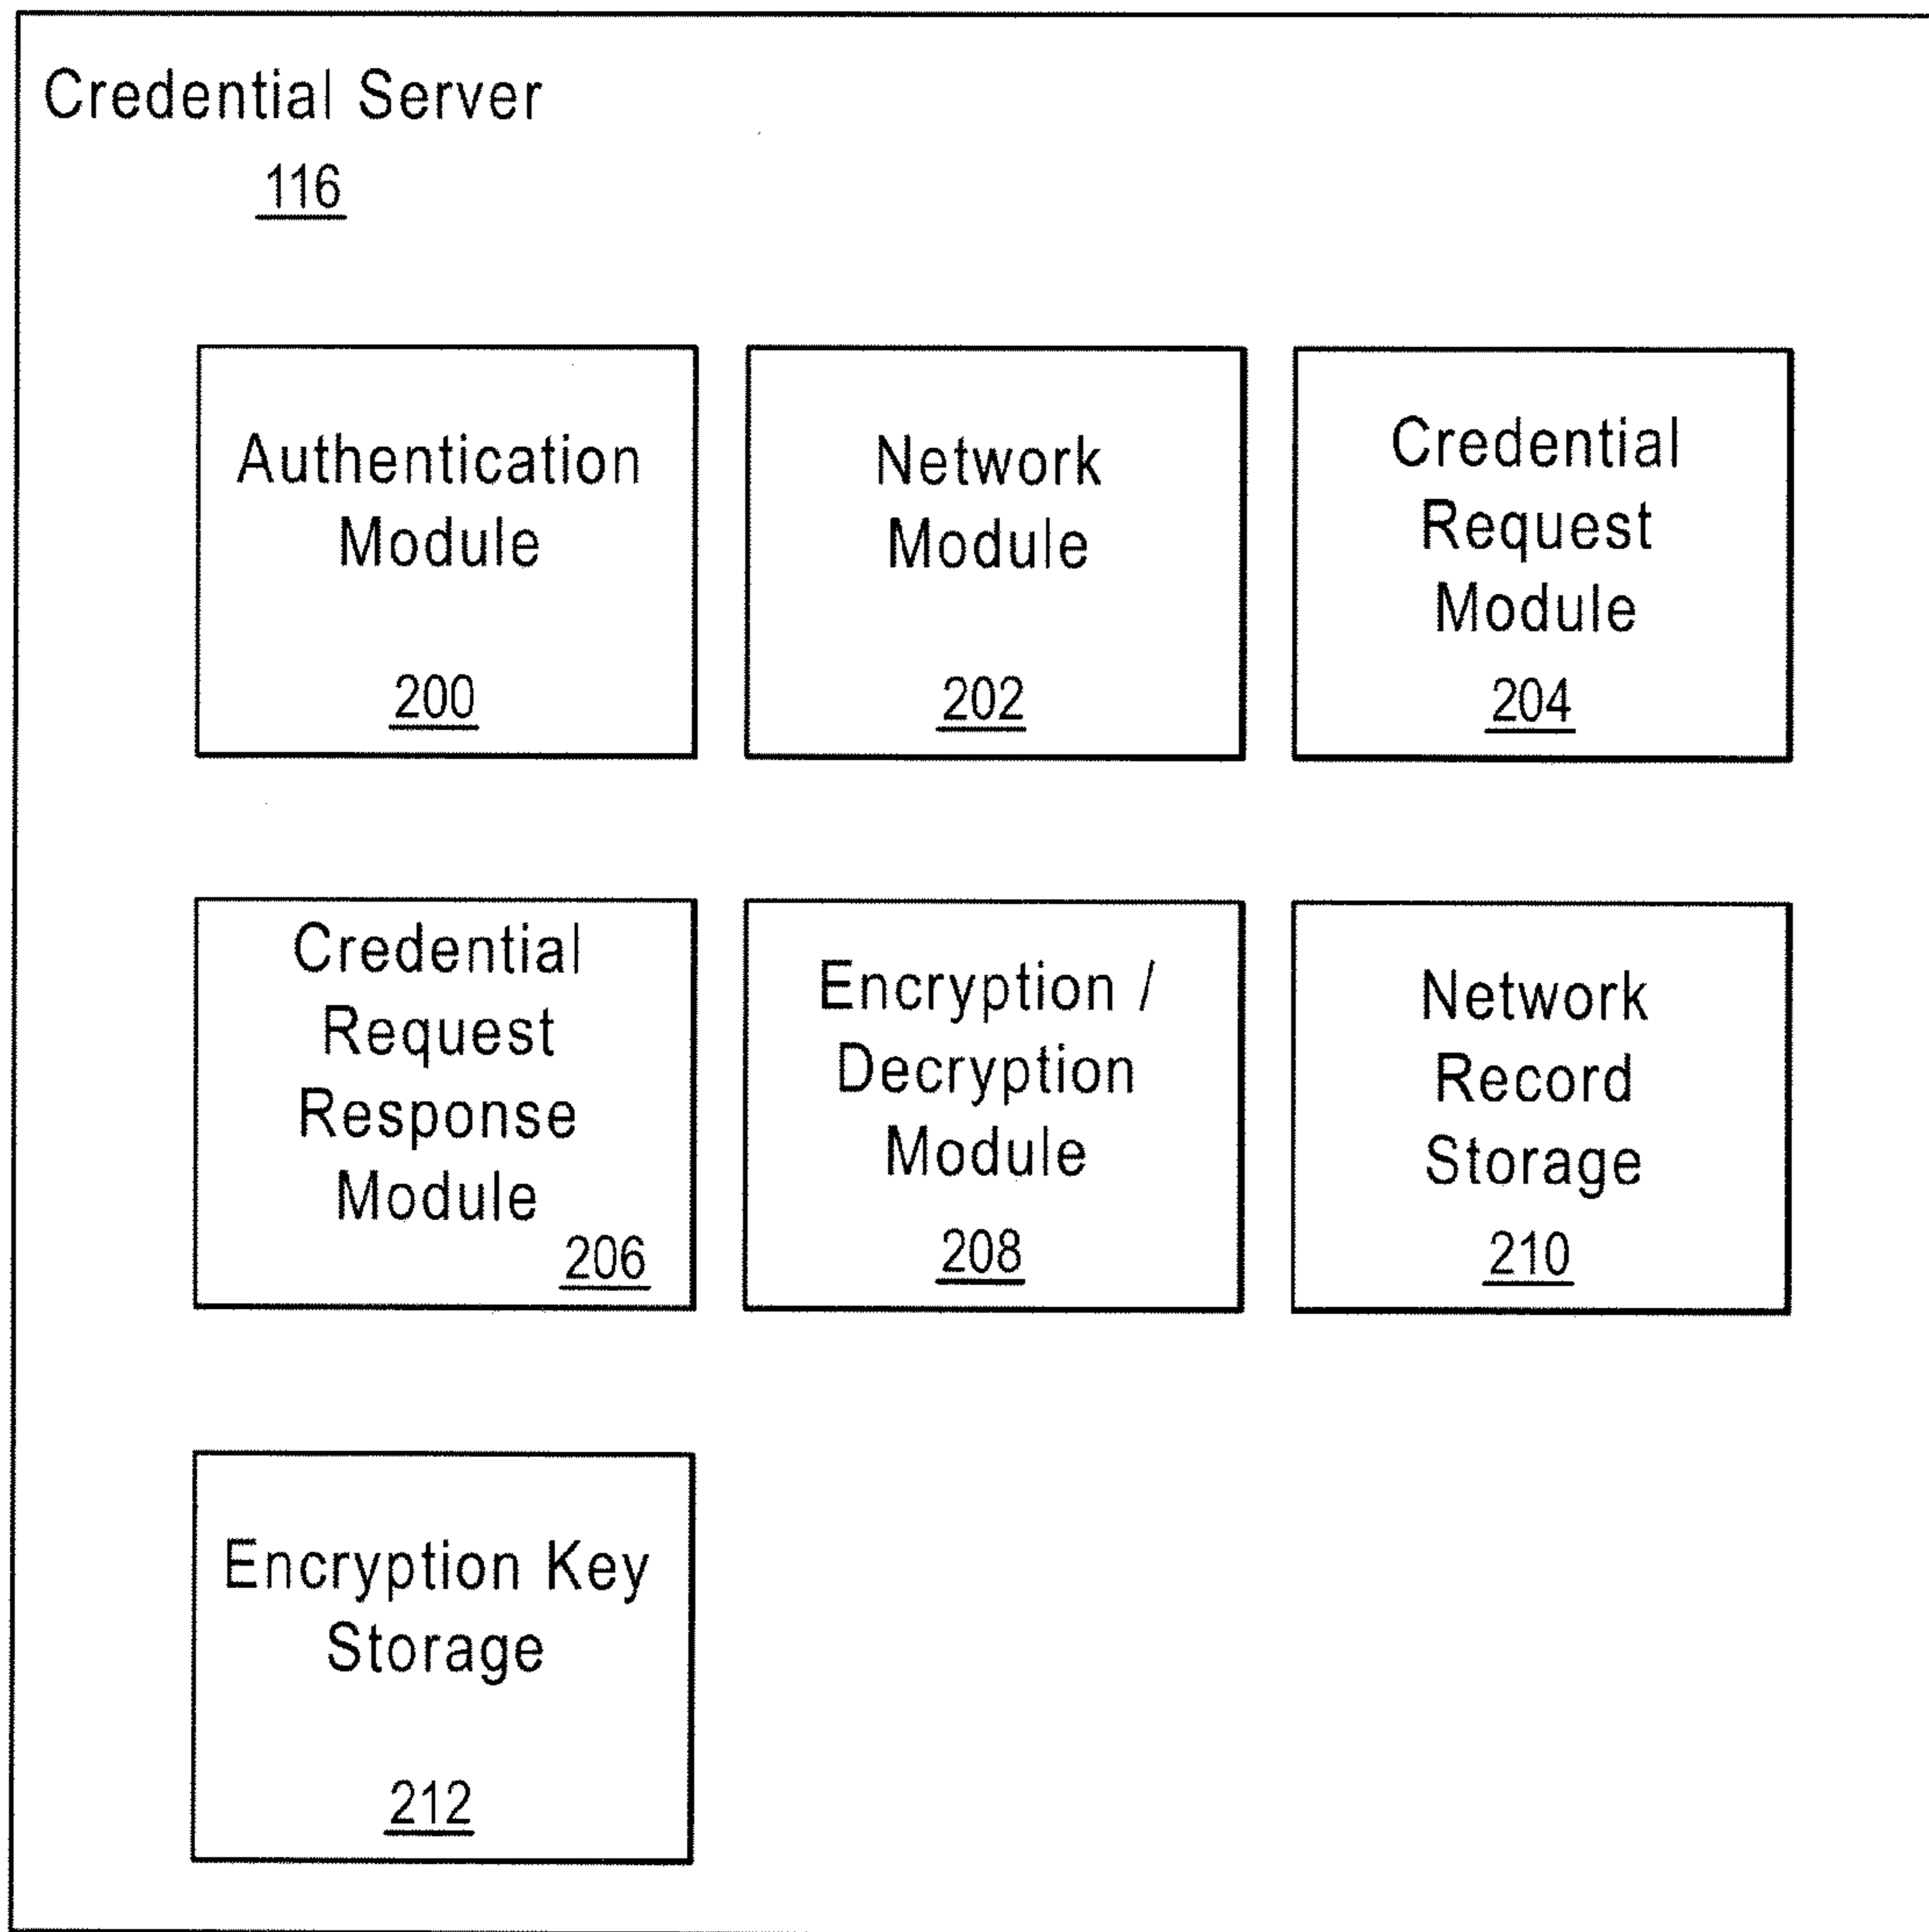 Credential Server
116
Authentication
Module
200
Network
Module
202
Credential
Request
Module
204
Credential
Request
Response
Module
206
Encryption /
Decryption
Module
208
Network
Record
Storage
210
Encryption Key
Storage
212